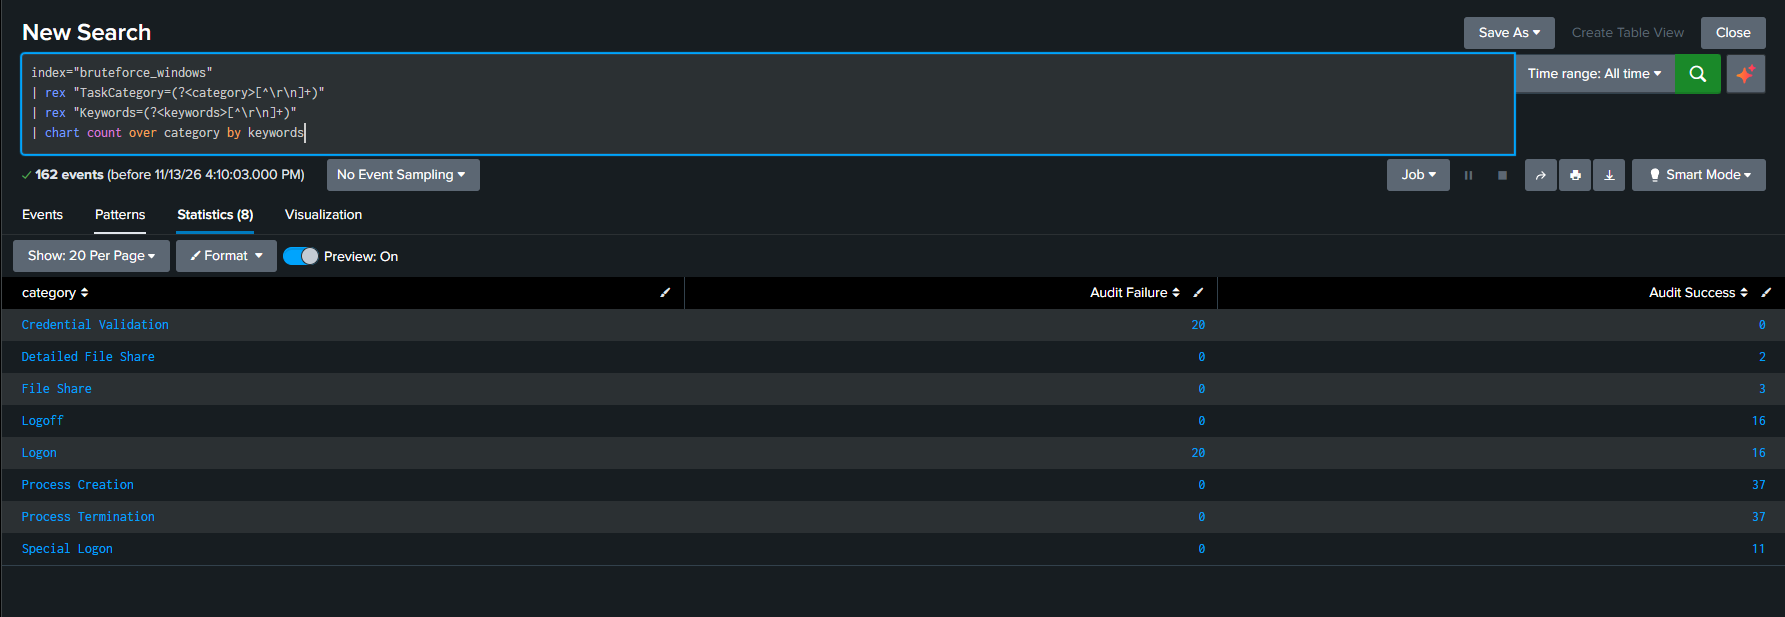 New Search
Save As
Create Table View
Close
index="bruteforce_windows"
| rex "TaskCategory=(?<category>[^\r\n]+)"
| rex "Keywords=(?<keywords>[^\r\n]+)"
| chart count over category by keywords
Time range: All time
162 events (before 11/13/26 4:10:03.000 PM)
No Event Sampling
Job
Smart Mode
Events
Patterns
Statistics (8)
Visualization
Show: 20 Per Page
Format
Preview: On
category Audit Failure Audit Success
Credential Validation 20 0
Detailed File Share 0 2
File Share 0 3
Logoff 0 16
Logon 20 16
Process Creation 0 37
Process Termination 0 37
Special Logon 0 11